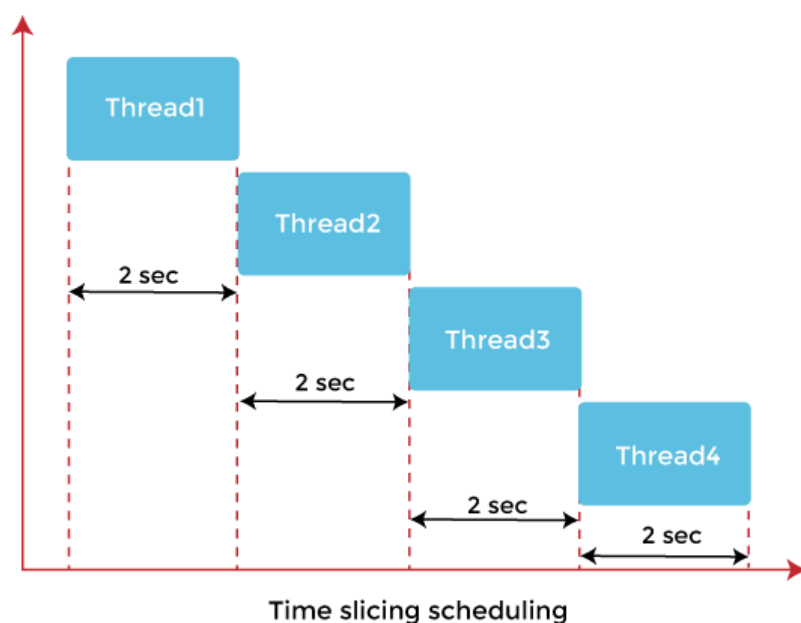 Thread1
Thread2
2 sec
Thread3
2 sec
Thread4
2 sec
2 sec
Time slicing scheduling